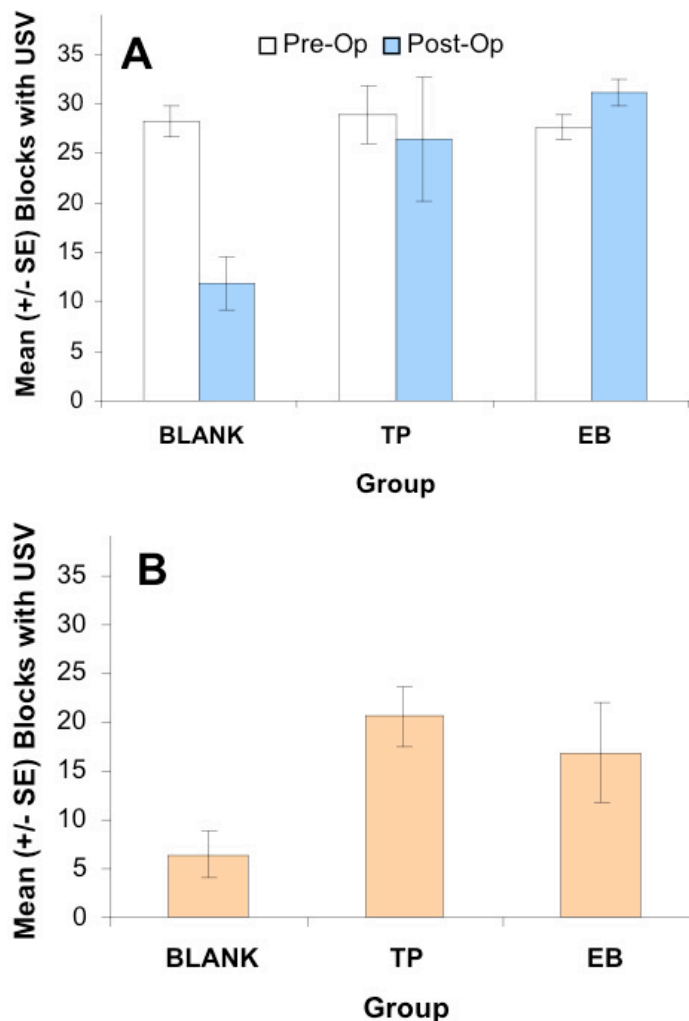 A
Pre-Op Post-Op
Mean (+/- SE) Blocks with USV
35
30
25
20
15
10
5
0
BLANK TP EB
Group
B
Mean (+/- SE) Blocks with USV
35
30
25
20
15
10
5
0
BLANK TP EB
Group